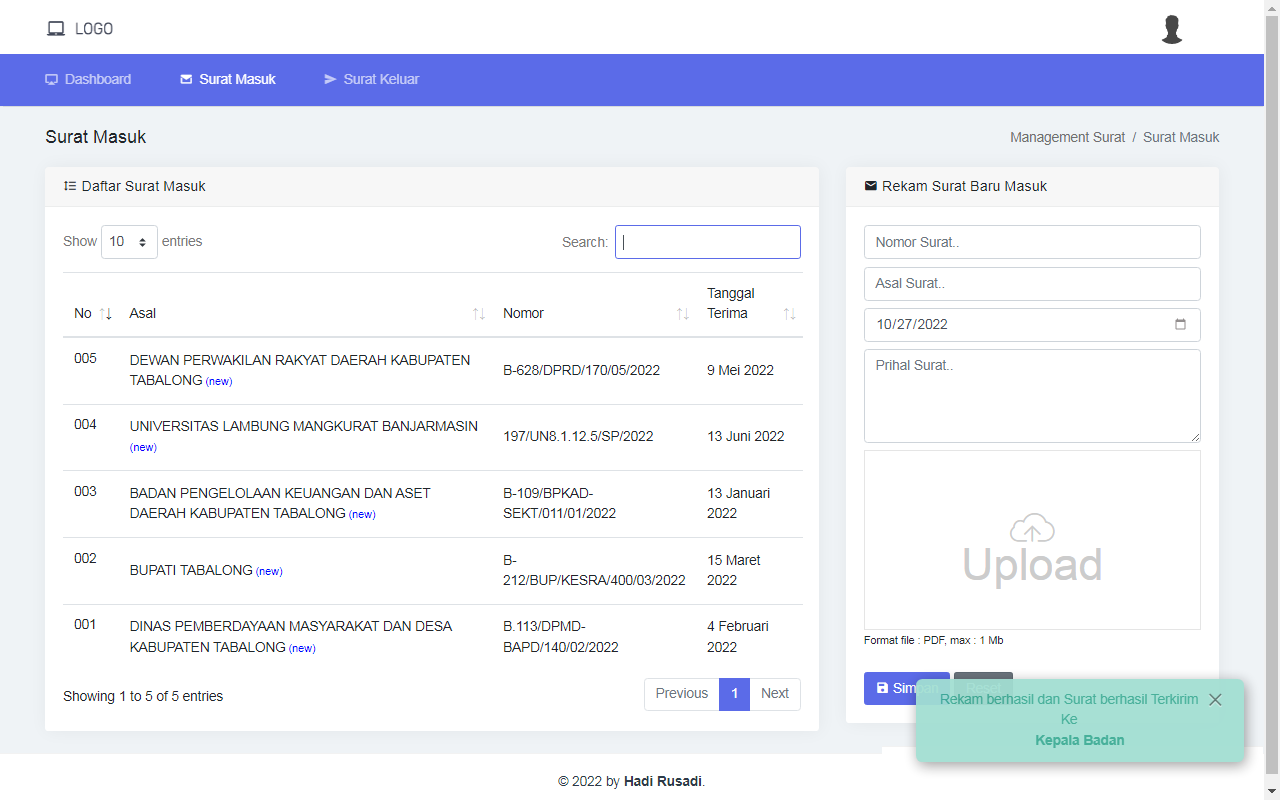 LOGO
Dashboard Surat Masuk Surat Keluar
Surat Masuk Management Surat / Surat Masuk
Daftar Surat Masuk
Show 10 entries Search:
No Asal Nomor Tanggal Terima
005 DEWAN PERWAKILAN RAKYAT DAERAH KABUPATEN
TABALONG (new)
B-628/DPRD/170/05/2022 9 Mei 2022
004 UNIVERSITAS LAMBUNG MANGKURAT BANJARMASIN
(new)
197/UN8.1.12.5/SP/2022 13 Juni 2022
003 BADAN PENGELOLAAN KEUANGAN DAN ASET
DAERAH KABUPATEN TABALONG (new)
B-109/BPKAD-
SEKT/011/01/2022
13 Januari
2022
002 BUPATI TABALONG (new)
B-
212/BUP/KESRA/400/03/2022
15 Maret
2022
001 DINAS PEMBERDAYAAN MASYARAKAT DAN DESA
KABUPATEN TABALONG (new)
B.113/DPMD-
BAPD/140/02/2022
4 Februari
2022
Showing 1 to 5 of 5 entries Previous 1 Next
Rekam Surat Baru Masuk
Nomor Surat..
Asal Surat..
10/27/2022
Prihal Surat..
Upload
Format file : PDF, max : 1 Mb
Simpan Reset
Rekam berhasil dan Surat berhasil Terkirim
Ke
Kepala Badan
© 2022 by Hadi Rusadi.